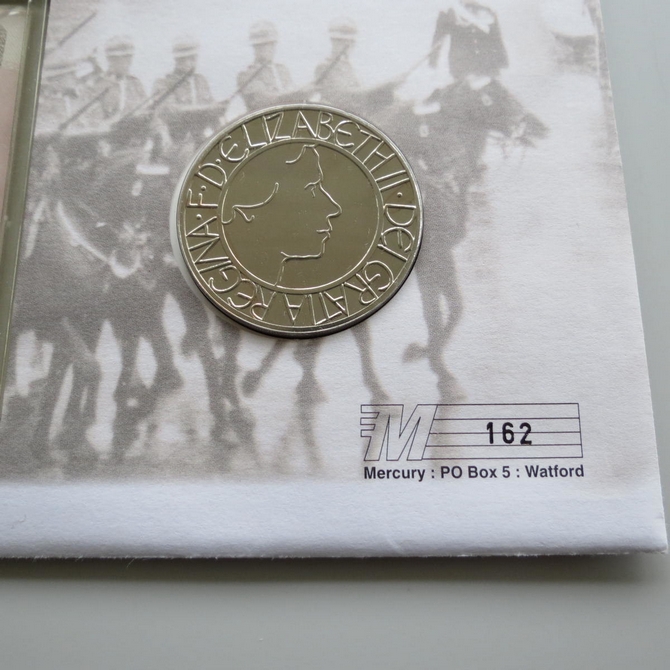 ELIZABETH II · DEI GRATIA REGINA · F · D ·
M
162
Mercury : PO Box 5 : Watford